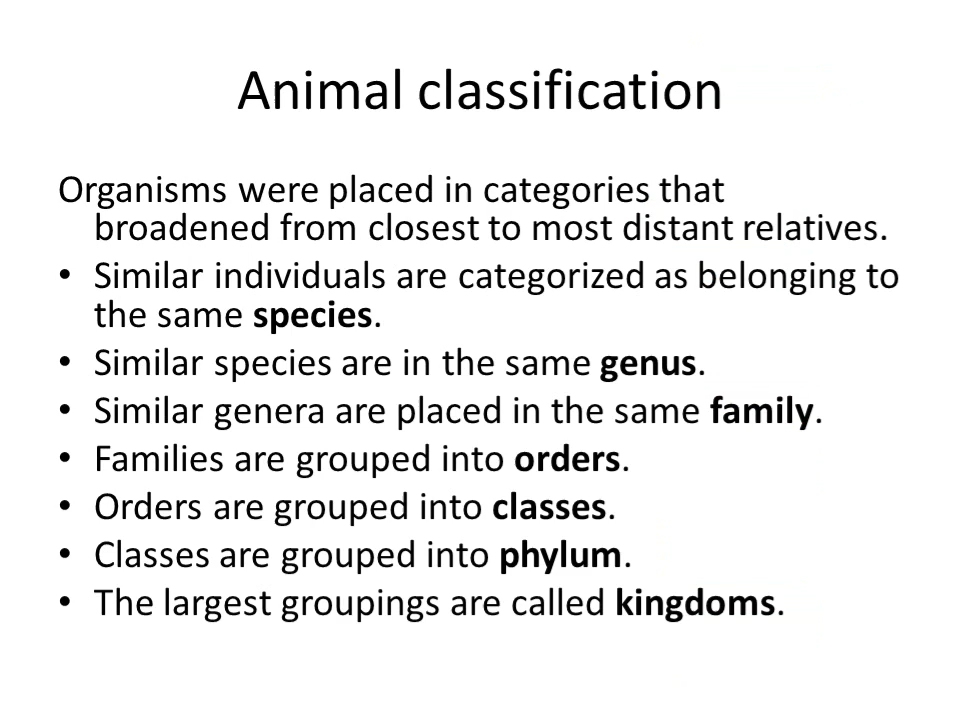 Animal classification
Organisms were placed in categories that
broadened from closest to most distant relatives.
• Similar individuals are categorized as belonging to
the same species.
• Similar species are in the same genus.
• Similar genera are placed in the same family.
• Families are grouped into orders.
• Orders are grouped into classes.
• Classes are grouped into phylum.
• The largest groupings are called kingdoms.